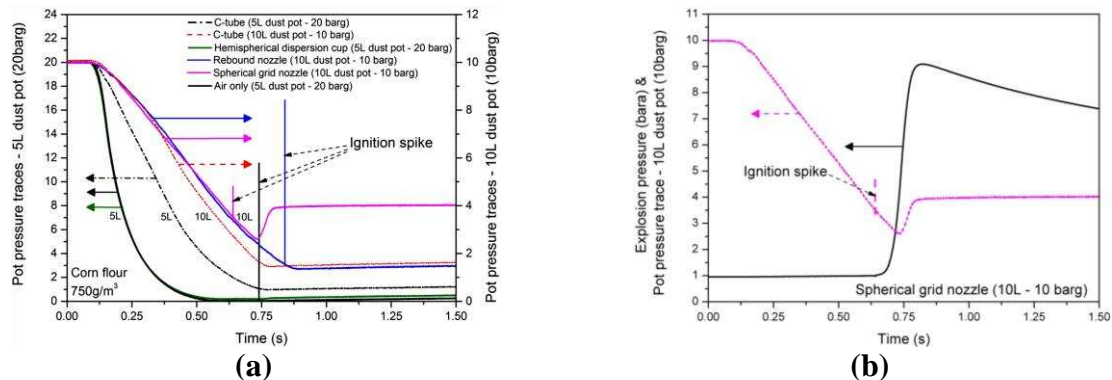 C-tube (5L dust pot - 20 barg)
C-tube (10L dust pot - 10 barg)
Hemispherical dispersion cup (5L dust pot - 20 barg)
Rebound nozzle (10L dust pot - 10 barg)
Spherical grid nozzle (10L dust pot - 10 barg)
Air only (5L dust pot - 20 barg)
Pot pressure traces - 5L dust pot (20barg)
24
22
20
18
16
14
12
10
8
6
4
2
0
Ignition spike
5L
5L
10L
10L
Corn flour
750g/m³
12
10
8
6
4
2
0
Pot pressure traces - 10L dust pot (10barg)
0.00 0.25 0.50 0.75 1.00 1.25 1.50
Time (s)
(a)
Explosion pressure (bara) &
Pot pressure trace - 10L dust pot (10barg)
11
10
9
8
7
6
5
4
3
2
1
0
Ignition spike
Spherical grid nozzle (10L - 10 barg)
0.00 0.25 0.50 0.75 1.00 1.25 1.50
Time (s)
(b)